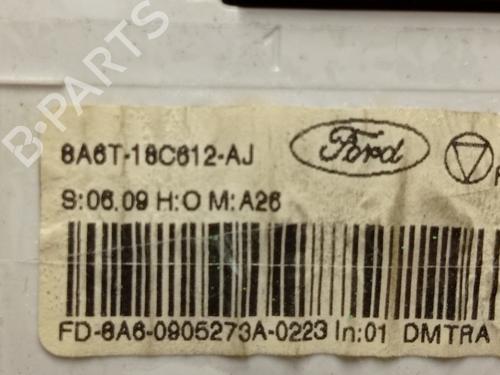 B-PARTS
8A6T-18C612-AJ
Ford
S:06.09 H:O M:A26
FD-8A6-0905273A-0223 In:01 DMTRA